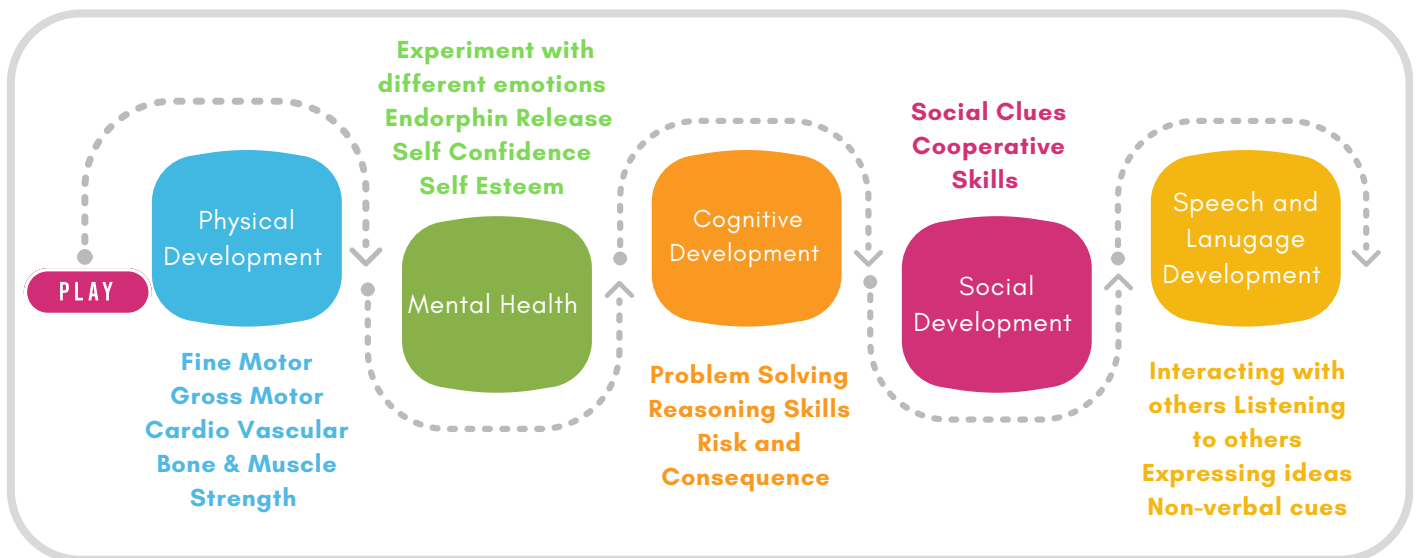 PLAY
Physical
Development
Fine Motor
Gross Motor
Cardio Vascular
Bone & Muscle
Strength
Experiment with
different emotions
Endorphin Release
Self Confidence
Self Esteem
Mental Health
Cognitive
Development
Problem Solving
Reasoning Skills
Risk and
Consequence
Social Clues
Cooperative
Skills
Social
Development
Speech and
Lanugage
Development
Interacting with
others Listening
to others
Expressing ideas
Non-verbal cues